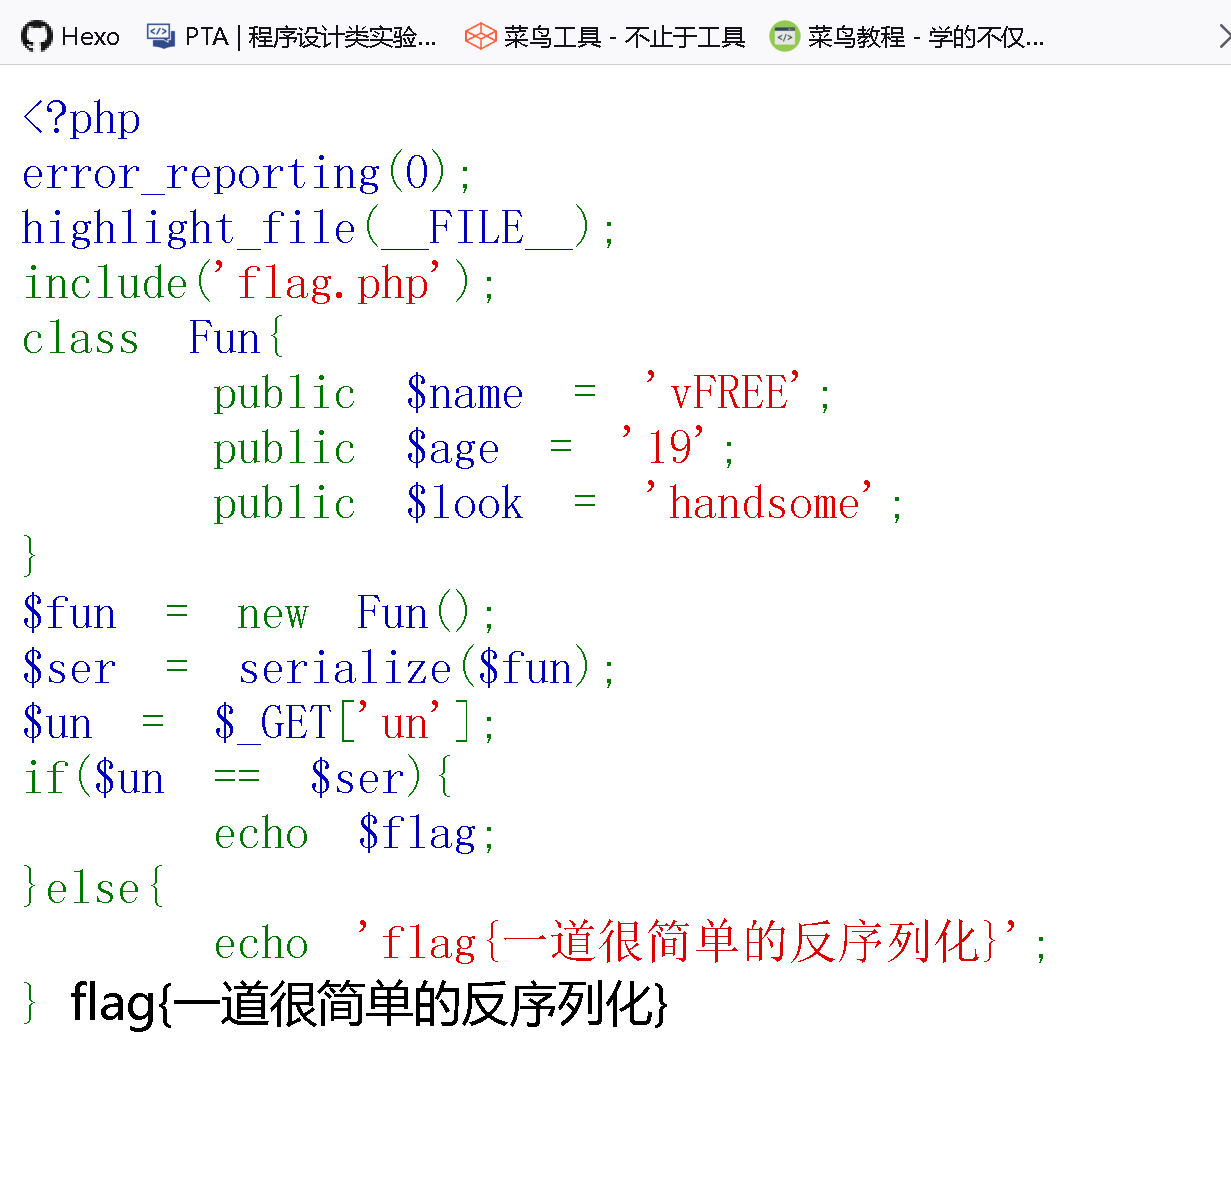 Hexo PTA | 程序设计类实验... 菜鸟工具 - 不止于工具 菜鸟教程 - 学的不仅...
<?php
error_reporting(0);
highlight_file(__FILE__);
include('flag.php');
class Fun{
public $name = 'vFREE';
public $age = '19';
public $look = 'handsome';
}
$fun = new Fun();
$ser = serialize($fun);
$un = $_GET['un'];
if($un == $ser){
echo $flag;
}else{
echo 'flag{一道很简单的反序列化}';
} flag{一道很简单的反序列化}